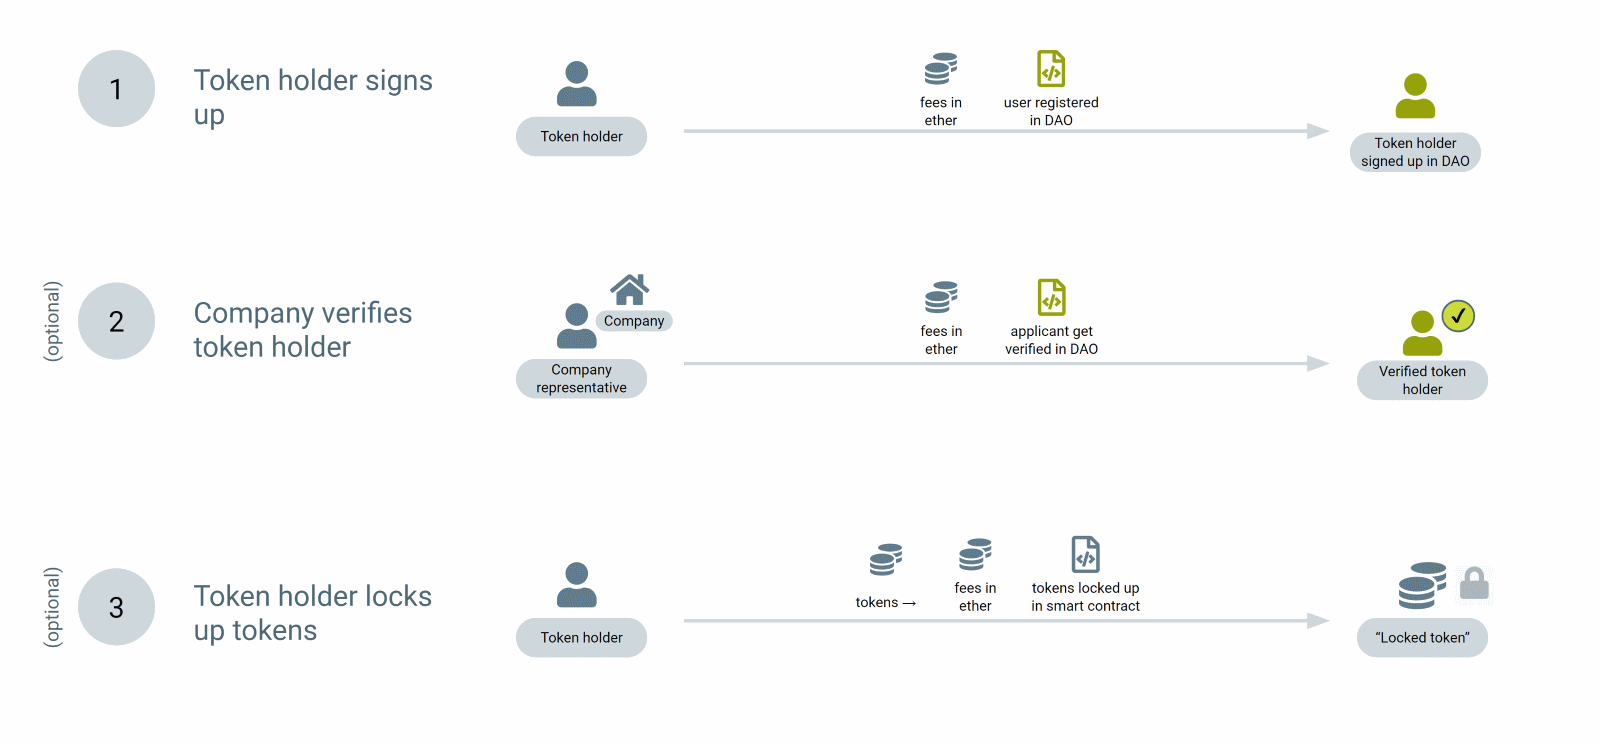 1
Token holder signs
up
Token holder
fees in
ether
user registered
in DAO
Token holder
signed up in DAO
(optional)
2
Company verifies
token holder
Company
Company
representative
fees in
ether
applicant get
verified in DAO
Verified token
holder
(optional)
3
Token holder locks
up tokens
Token holder
tokens →
fees in
ether
tokens locked up
in smart contract
“Locked token”